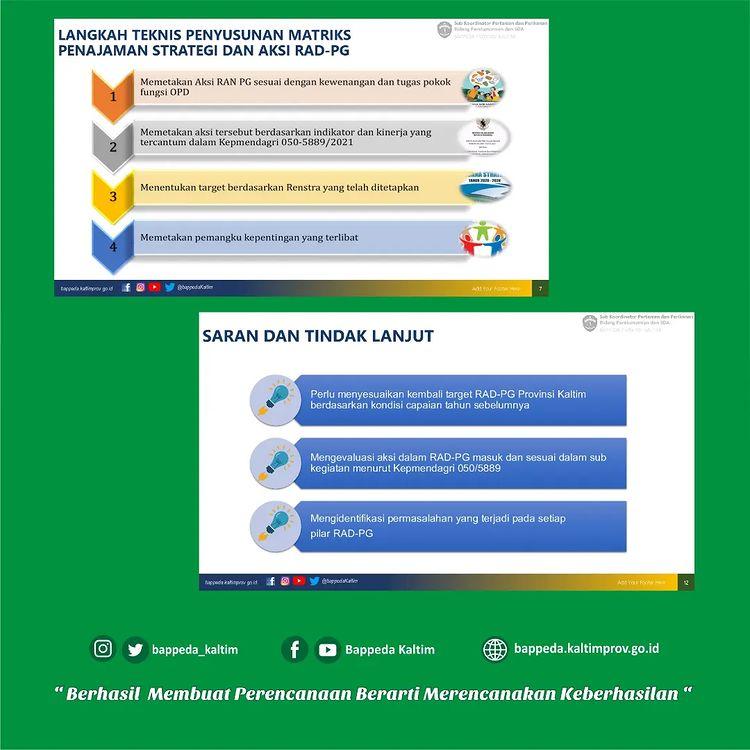 LANGKAH TEKNIS PENYUSUNAN MATRIKS
PENAJAMAN STRATEGI DAN AKSI RAD-PG
Sub Koordinator Pertanian dan Perikanan
Bidang Perekonomian dan SDA
1
Memetakan Aksi RAN PG sesuai dengan kewenangan dan tugas pokok
fungsi OPD
2
Memetakan aksi tersebut berdasarkan indikator dan kinerja yang
tercantum dalam Kepmendagri 050-5889/2021
3
Menentukan target berdasarkan Renstra yang telah ditetapkan
TAHUN 2020 - 2024
4
Memetakan pemangku kepentingan yang terlibat
bappeda.kaltimprov.go.id
@bappedaKaltim
Add Your Footer Here
7
Sub Koordinator Pertanian dan Perikanan
Bidang Perekonomian dan SDA
SARAN DAN TINDAK LANJUT
Perlu menyesuaikan kembali target RAD-PG Provinsi Kaltim
berdasarkan kondisi capaian tahun sebelumnya
Mengevaluasi aksi dalam RAD-PG masuk dan sesuai dalam sub
kegiatan menurut Kepmendagri 050/5889
Mengidentifikasi permasalahan yang terjadi pada setiap
pilar RAD-PG
bappeda.kaltimprov.go.id
@bappedaKaltim
Add Your Footer Here
12
bappeda_kaltim
Bappeda Kaltim
bappeda.kaltimprov.go.id
“ Berhasil Membuat Perencanaan Berarti Merencanakan Keberhasilan “